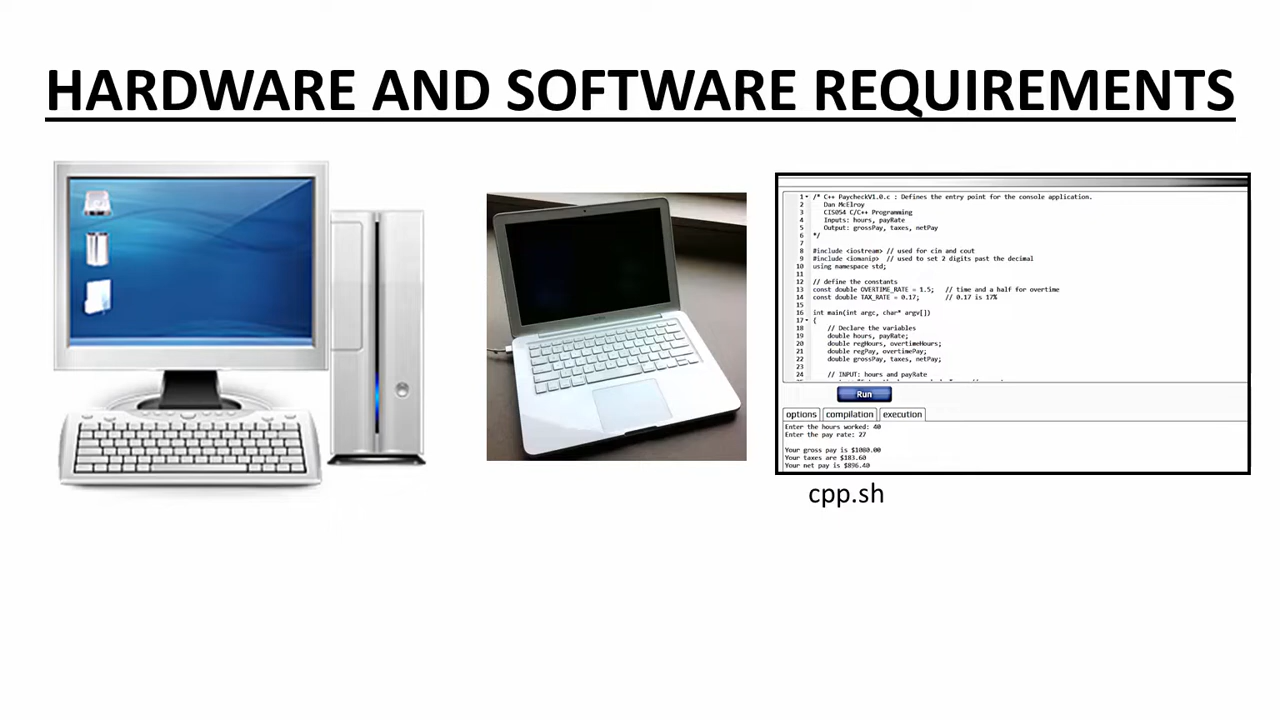 HARDWARE AND SOFTWARE REQUIREMENTS
1 /* C++ PaycheckV1.0.c : Defines the entry point for the console application.
2 Dan McElroy
3 CIS054 C/C++ Programming
4 Inputs: hours, payRate
5 Output: grossPay, taxes, netPay
6 */
7
8 #include <iostream> // used for cin and cout
9 #include <iomanip> // used to set 2 digits past the decimal
10 using namespace std;
11
12 // define the constants
13 const double OVERTIME_RATE = 1.5; // time and a half for overtime
14 const double TAX_RATE = 0.17; // 0.17 is 17%
15
16 int main(int argc, char* argv[])
17 {
18 // Declare the variables
19 double hours, payRate;
20 double regHours, overtimeHours;
21 double regPay, overtimePay;
22 double grossPay, taxes, netPay;
23
24 // INPUT: hours and payRate
Run
options compilation execution
Enter the hours worked: 40
Enter the pay rate: 27
Your gross pay is $1080.00
Your taxes are $183.60
Your net pay is $896.40
cpp.sh